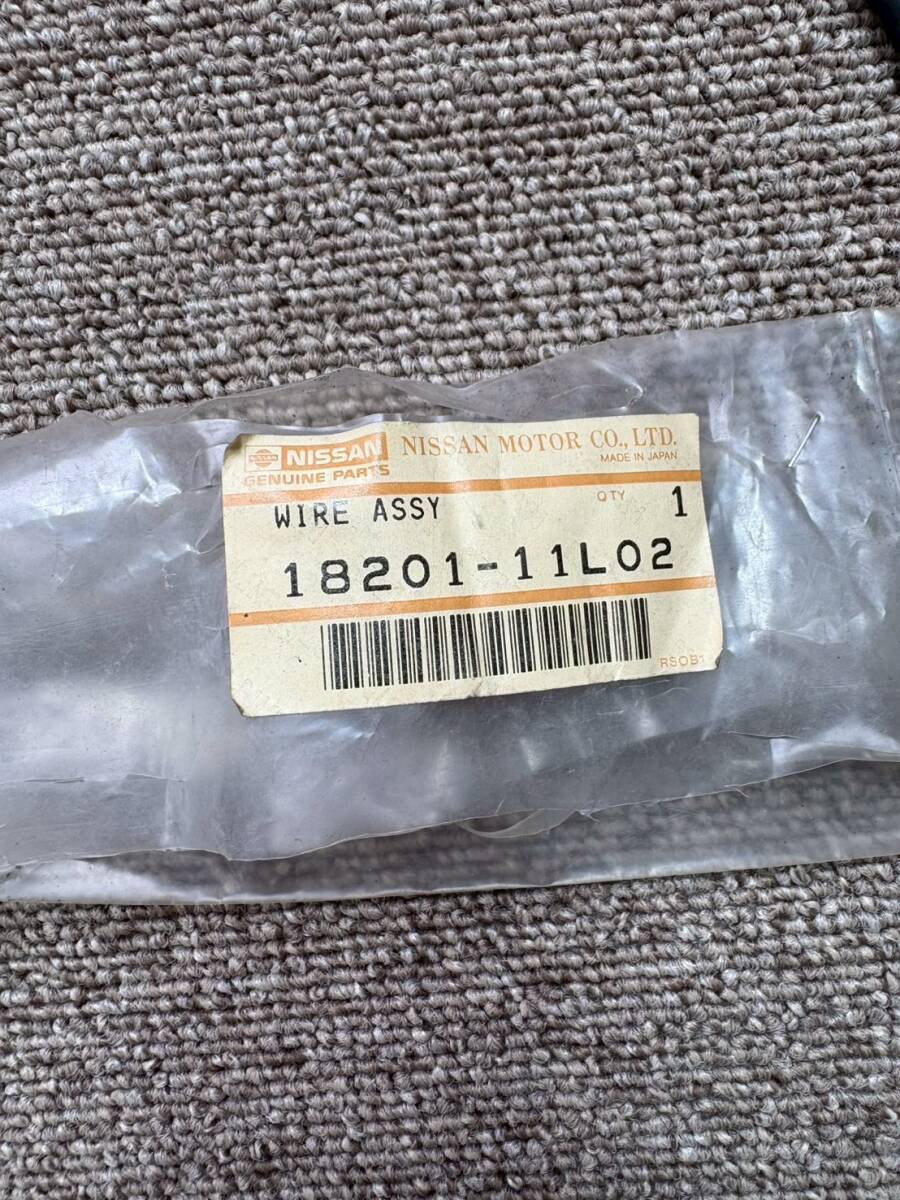 NISSAN
NISSAN MOTOR CO., LTD.
GENUINE PARTS
MADE IN JAPAN
WIRE ASSY
QTY 1
18201-11L02
RSOB1